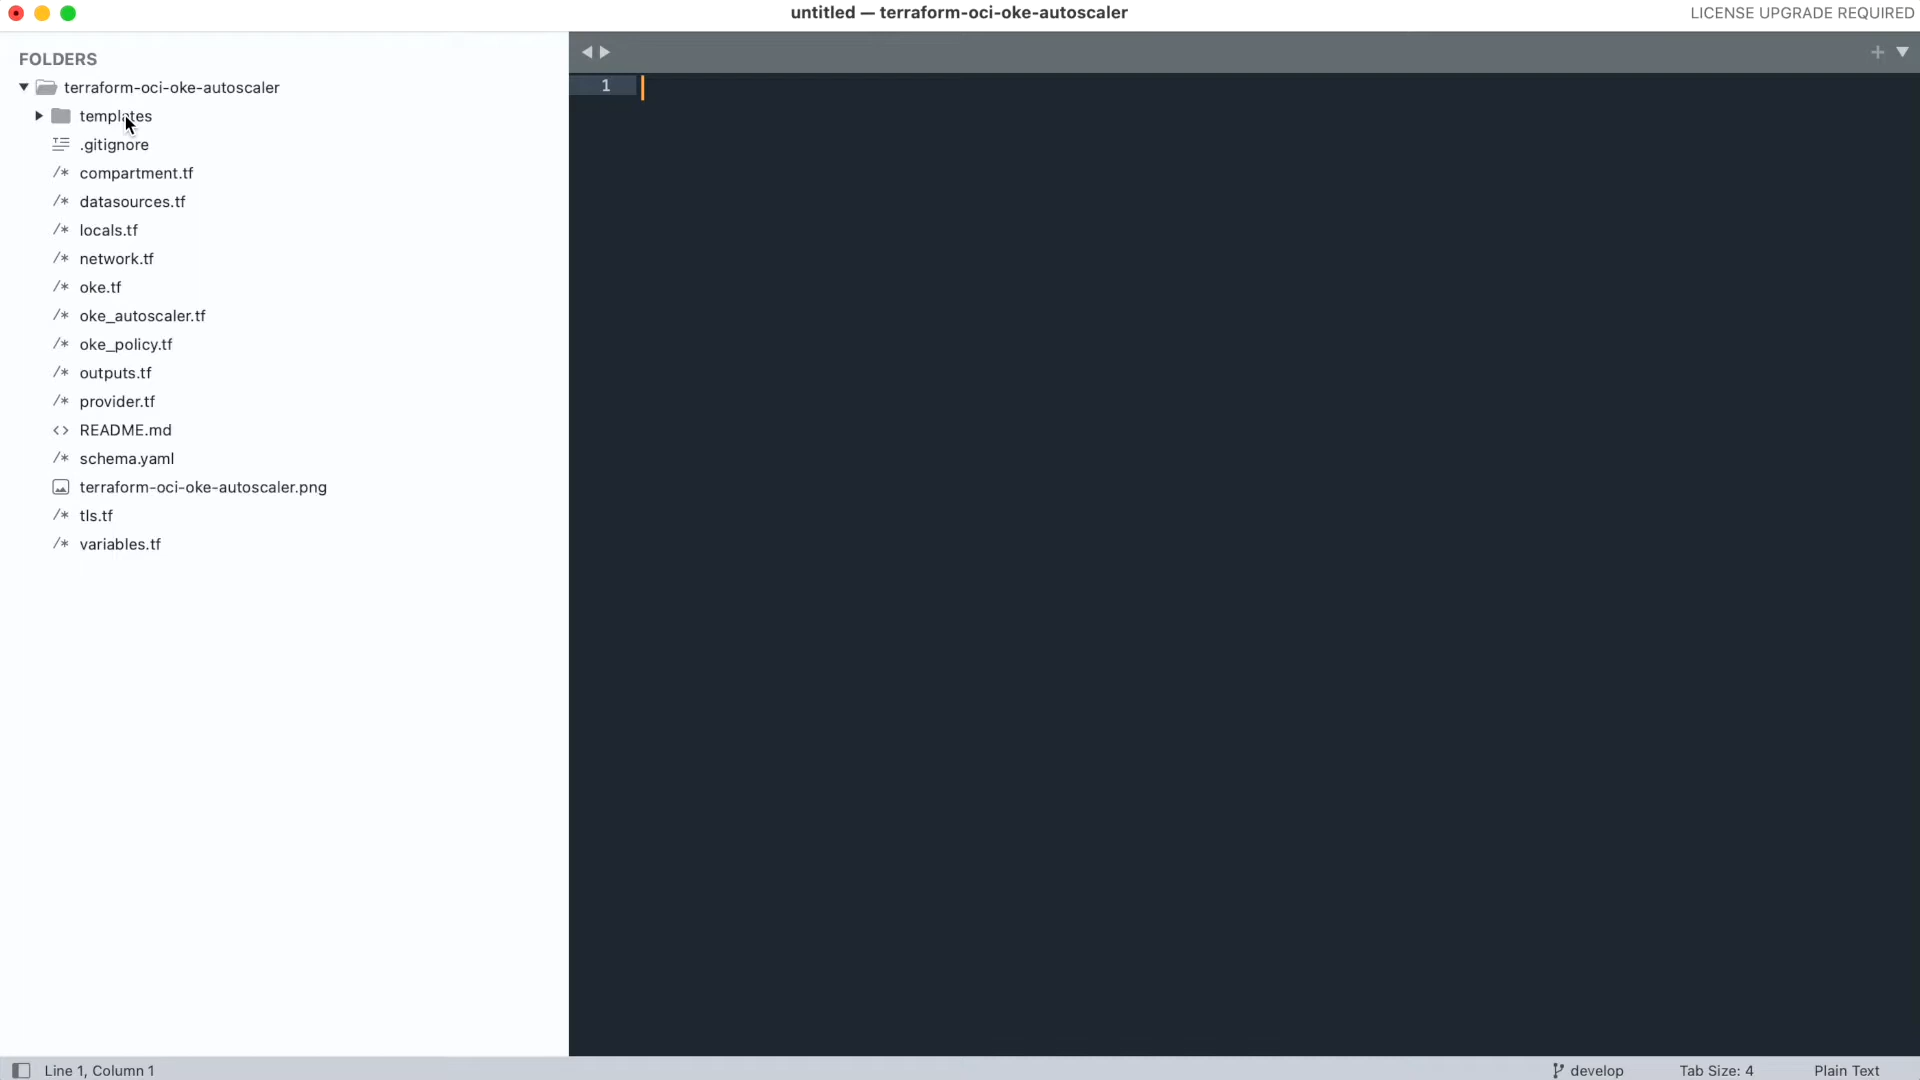 untitled — terraform-oci-oke-autoscaler
LICENSE UPGRADE REQUIRED
FOLDERS
terraform-oci-oke-autoscaler
templates
.gitignore
/* compartment.tf
/* datasources.tf
/* locals.tf
/* network.tf
/* oke.tf
/* oke_autoscaler.tf
/* oke_policy.tf
/* outputs.tf
/* provider.tf
<> README.md
/* schema.yaml
terraform-oci-oke-autoscaler.png
/* tls.tf
/* variables.tf
1
Line 1, Column 1
develop
Tab Size: 4
Plain Text